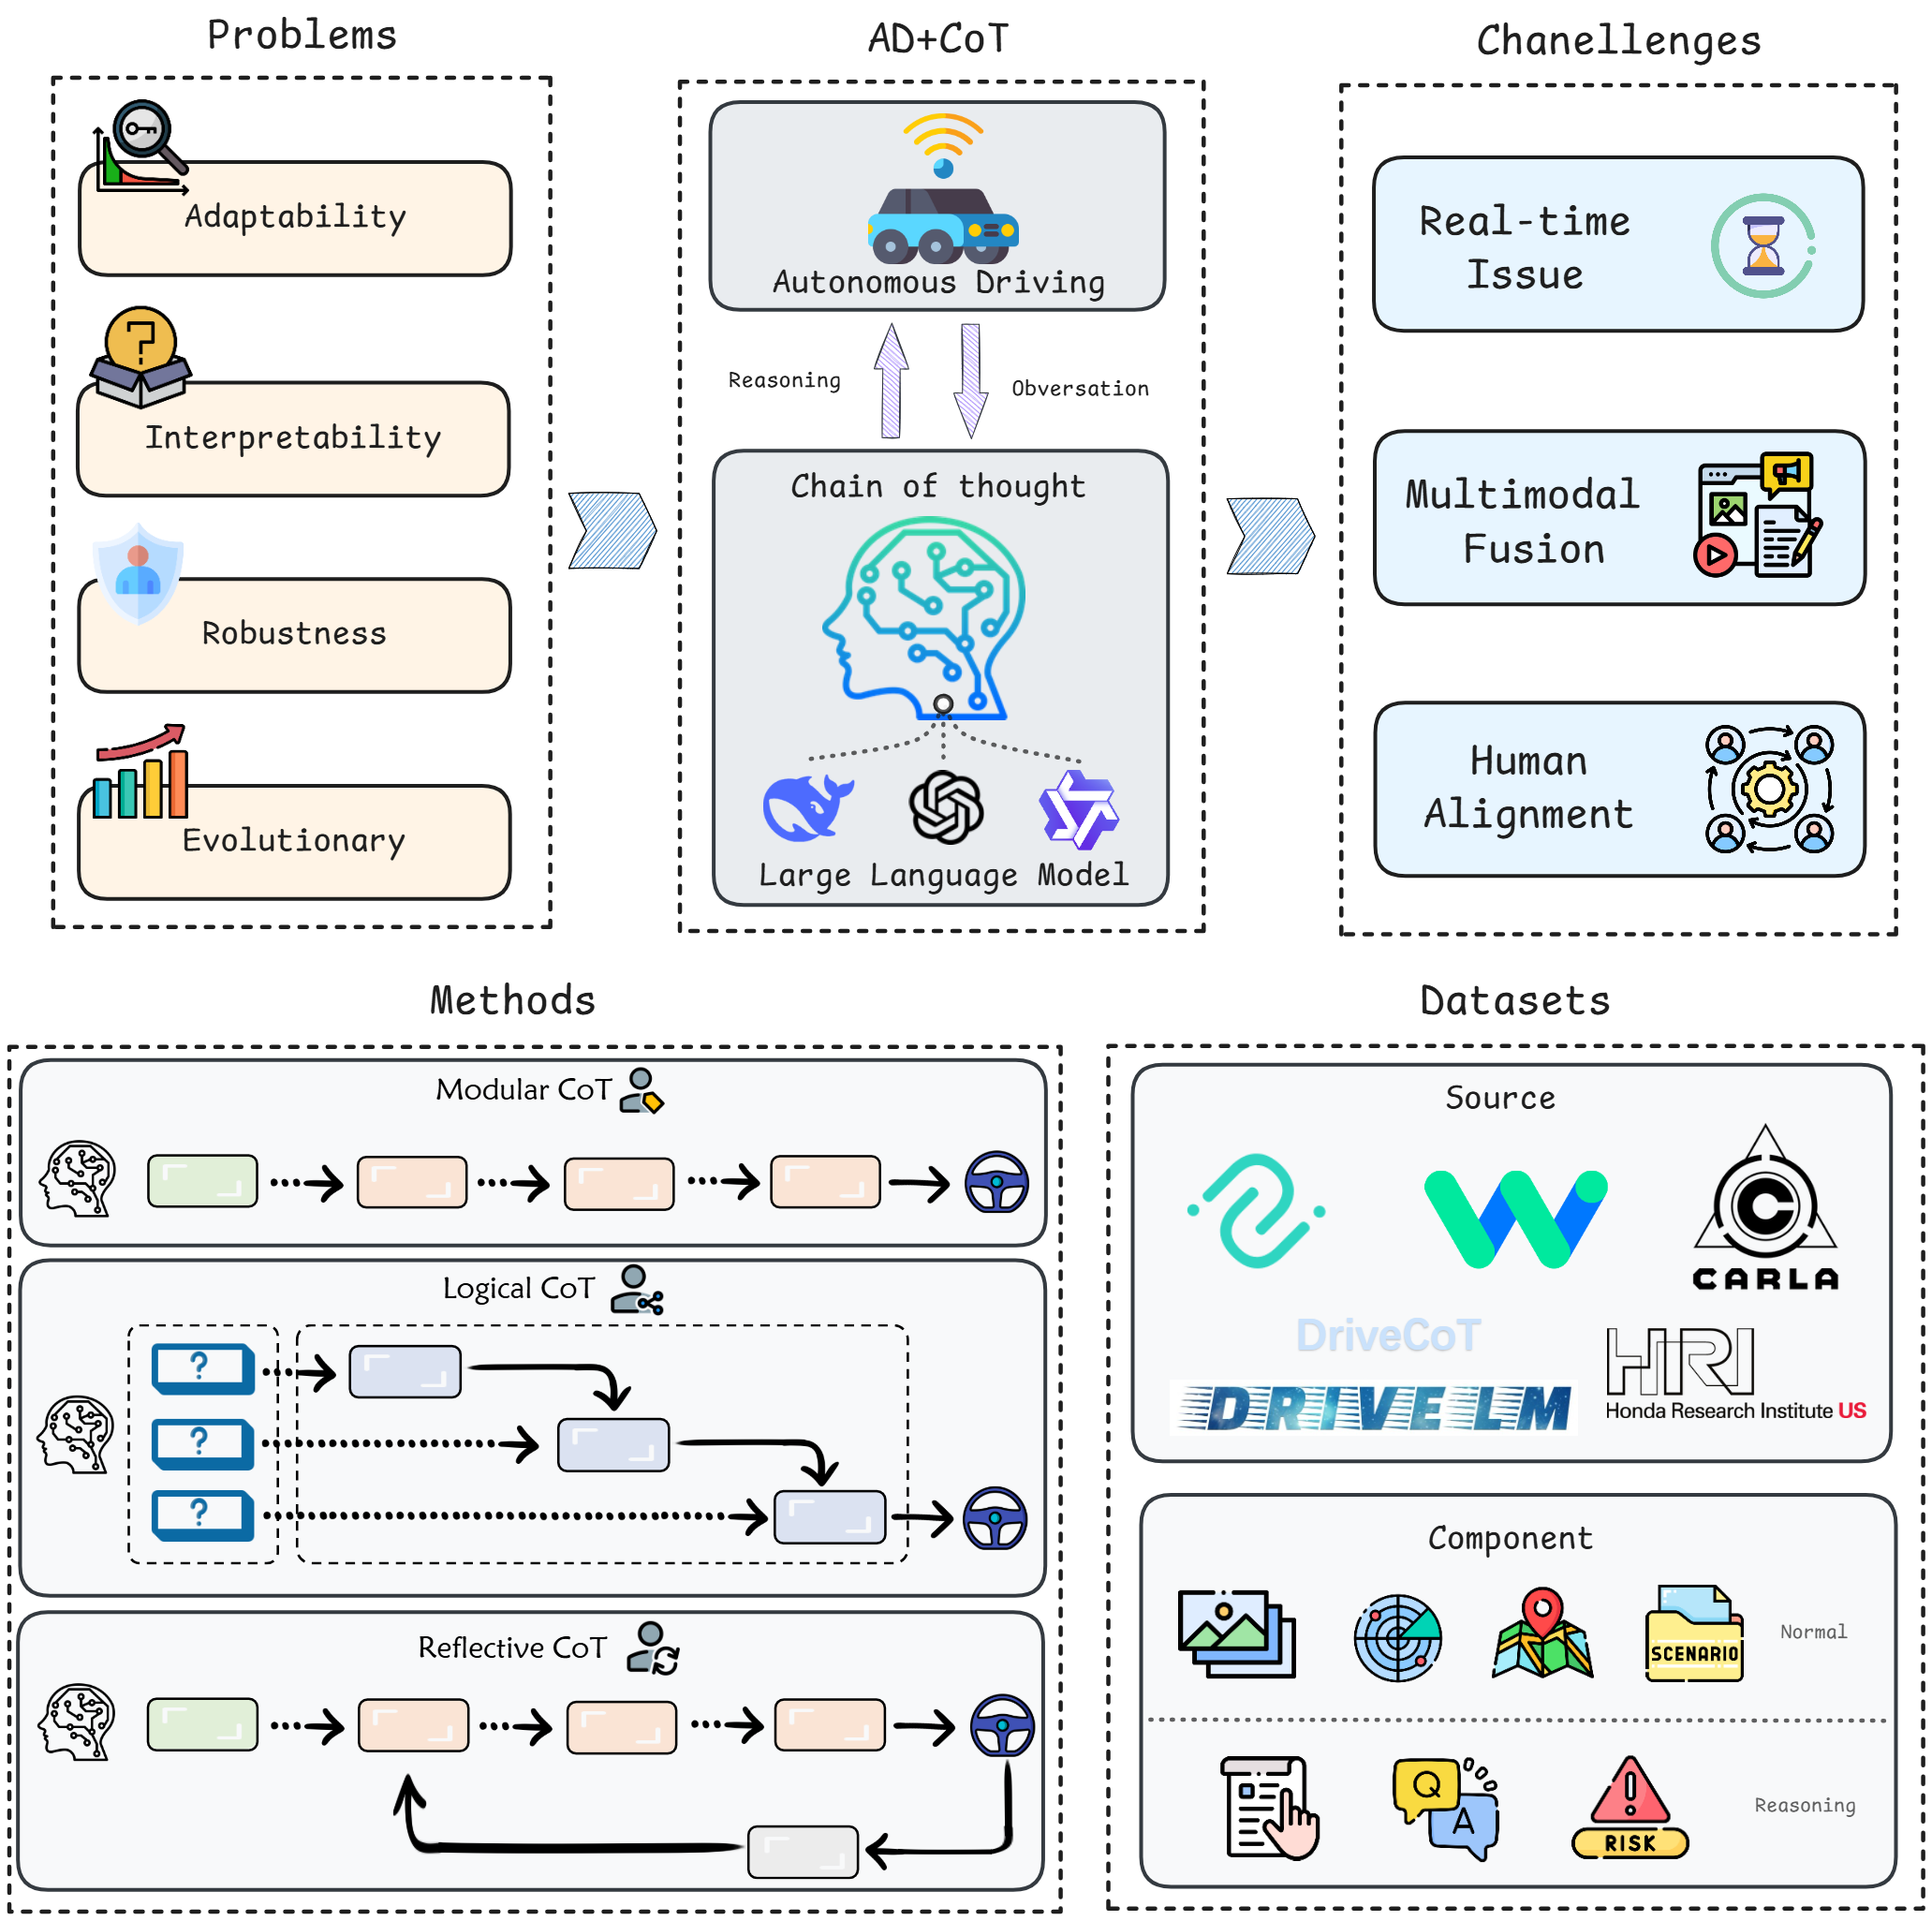 Problems
Adaptability
Interpretability
Robustness
Evolutionary
AD+CoT
Autonomous Driving
Reasoning
Obversation
Chain of thought
Large Language Model
Chanellenges
Real-time
Issue
Multimodal
Fusion
Human
Alignment
Methods
Modular CoT
Logical CoT
?
?
?
Reflective CoT
Datasets
Source
CARLA
DriveCoT
DRIVE LM
HRI
Honda Research Institute US
Component
SCENARIO
Normal
Q
A
RISK
Reasoning